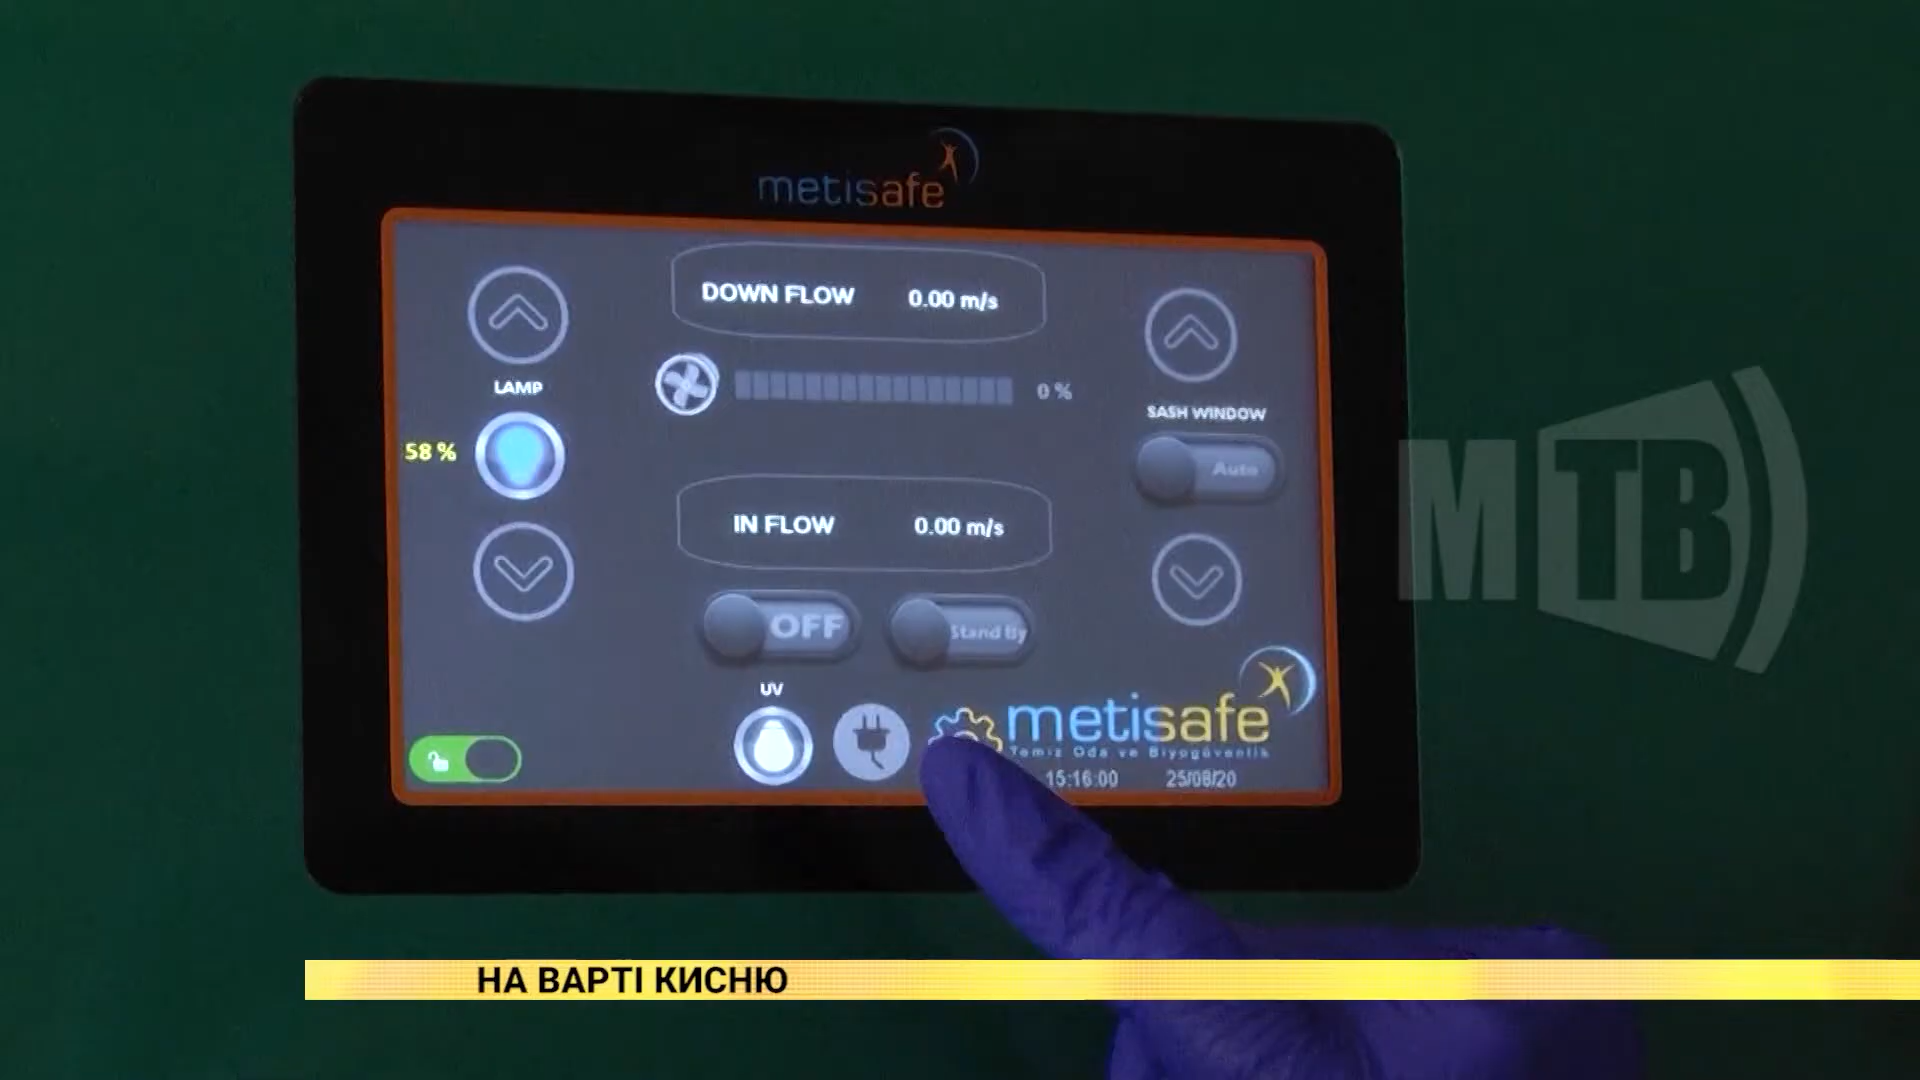 metisafe
DOWN FLOW 0.00 m/s
LAMP
0 %
SASH WINDOW
58 %
Auto
IN FLOW 0.00 m/s
OFF
Stand By
UV
metisafe
Temiz Oda ve Biyogüvenlik
15:16:00 25/08/20
МТВ
НА ВАРТІ КИСНЮ